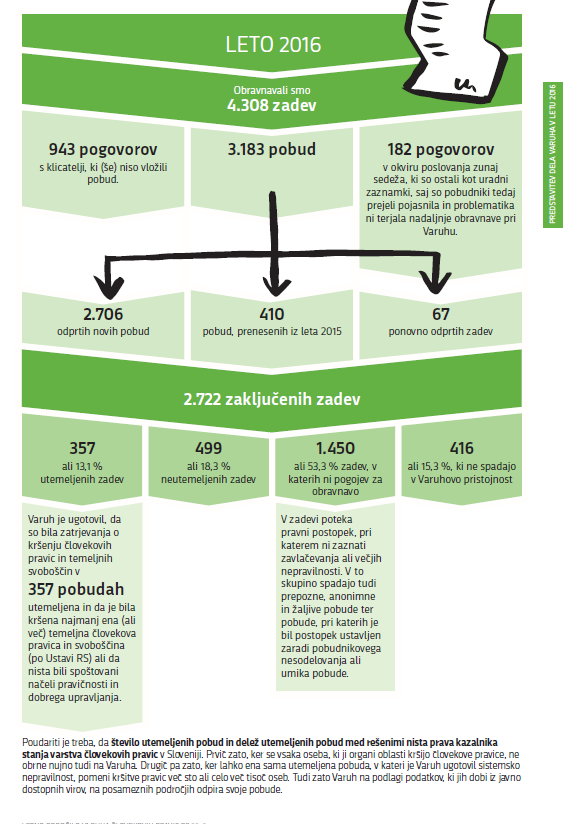 LETO 2016
Obravnavali smo
4.308 zadev
943 pogovorov
s klicatelji, ki (še) niso vložili
pobud.
3.183 pobud
182 pogovorov
v okviru poslovanja zunaj
sedeža, ki so ostali kot uradni
zaznamki, saj so pobudniki tedaj
prejeli pojasnila in problematika
ni terjala nadaljnje obravnave pri
Varuhu.
PREDSTAVITEV DELA VARUHA V LETU 2016
2.706
odprtih novih pobud
410
pobud, prenesenih iz leta 2015
67
ponovno odprtih zadev
2.722 zaključenih zadev
357
ali 13,1 %
utemeljenih zadev
499
ali 18,3 %
neutemeljenih zadev
1.450
ali 53,3 % zadev, v
katerih ni pogojev za
obravnavo
416
ali 15,3 %, ki ne spadajo
v Varuhovo pristojnost
Varuh je ugotovil, da
so bila zatrjevanja o
kršenju človekovih
pravic in temeljnih
svoboščin v
357 pobudah
utemeljena in da je bila
kršena najmanj ena (ali
več) temeljna človekova
pravica in svoboščina
(po Ustavi RS) ali da
nista bili spoštovani
načeli pravičnosti in
dobrega upravljanja.
V zadevi poteka
pravni postopek, pri
katerem ni zaznati
zavlačevanja ali večjih
nepravilnosti. V to
skupino spadajo tudi
prepozne, anonimne
in žaljive pobude ter
pobude, pri katerih je
bil postopek ustavljen
zaradi pobudnikovega
nesodelovanja ali
umika pobude.
Poudariti je treba, da število utemeljenih pobud in delež utemeljenih pobud med rešenimi nista prava kazalnika
stanja varstva človekovih pravic v Sloveniji. Prvič zato, ker se vsaka oseba, ki ji organi oblasti kršijo človekove pravice, ne
obrne nujno tudi na Varuha. Drugič pa zato, ker lahko ena sama utemeljena pobuda, v kateri je Varuh ugotovil sistemsko
nepravilnost, pomeni kršitve pravic več sto ali celo več tisoč oseb. Tudi zato Varuh na podlagi podatkov, ki jih dobi iz javno
dostopnih virov, na posameznih področjih odpira svoje pobude.